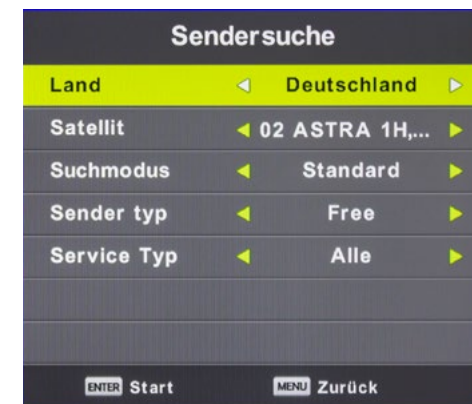 Sendersuche
Land Deutschland
Satellit 02 ASTRA 1H,...
Suchmodus Standard
Sender typ Free
Service Typ Alle
ENTER Start MENU Zurück